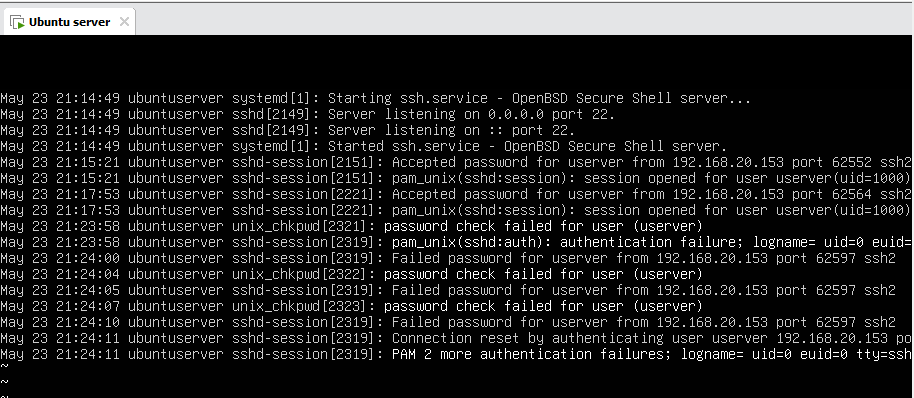 Ubuntu server
May 23 21:14:49 ubuntuserver systemd[1]: Starting ssh.service - OpenBSD Secure Shell server...
May 23 21:14:49 ubuntuserver sshd[2149]: Server listening on 0.0.0.0 port 22.
May 23 21:14:49 ubuntuserver sshd[2149]: Server listening on :: port 22.
May 23 21:14:49 ubuntuserver systemd[1]: Started ssh.service - OpenBSD Secure Shell server.
May 23 21:15:21 ubuntuserver sshd-session[2151]: Accepted password for userver from 192.168.20.153 port 62552 ssh2
May 23 21:15:21 ubuntuserver sshd-session[2151]: pam_unix(sshd:session): session opened for user userver(uid=1000)
May 23 21:17:53 ubuntuserver sshd-session[2221]: Accepted password for userver from 192.168.20.153 port 62564 ssh2
May 23 21:17:53 ubuntuserver sshd-session[2221]: pam_unix(sshd:session): session opened for user userver(uid=1000)
May 23 21:23:58 ubuntuserver unix_chkpwd[2321]: password check failed for user (userver)
May 23 21:23:58 ubuntuserver sshd-session[2319]: pam_unix(sshd:auth): authentication failure; logname= uid=0 euid=
May 23 21:24:00 ubuntuserver sshd-session[2319]: Failed password for userver from 192.168.20.153 port 62597 ssh2
May 23 21:24:04 ubuntuserver unix_chkpwd[2322]: password check failed for user (userver)
May 23 21:24:05 ubuntuserver sshd-session[2319]: Failed password for userver from 192.168.20.153 port 62597 ssh2
May 23 21:24:07 ubuntuserver unix_chkpwd[2323]: password check failed for user (userver)
May 23 21:24:10 ubuntuserver sshd-session[2319]: Failed password for userver from 192.168.20.153 port 62597 ssh2
May 23 21:24:11 ubuntuserver sshd-session[2319]: Connection reset by authenticating user userver 192.168.20.153 po
May 23 21:24:11 ubuntuserver sshd-session[2319]: PAM 2 more authentication failures; logname= uid=0 euid=0 tty=ssh
~
~
~